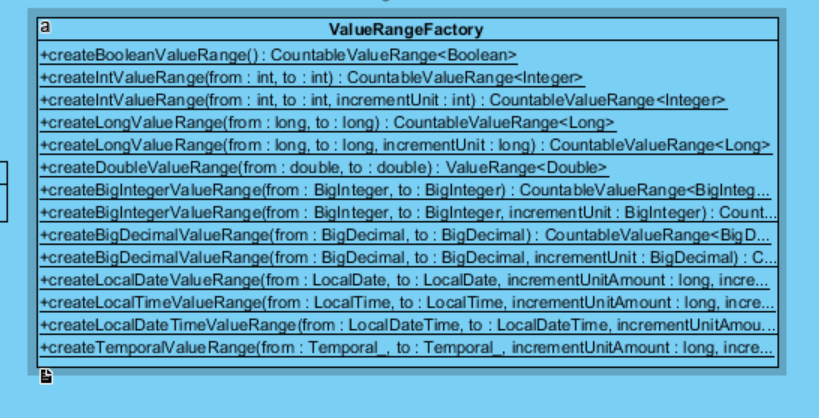 a
ValueRangeFactory
+createBooleanValueRange() : CountableValueRange<Boolean>
+createIntValueRange(from : int, to : int) : CountableValueRange<Integer>
+createIntValueRange(from : int, to : int, incrementUnit : int) : CountableValueRange<Integer>
+createLongValueRange(from : long, to : long) : CountableValueRange<Long>
+createLongValueRange(from : long, to : long, incrementUnit : long) : CountableValueRange<Long>
+createDoubleValueRange(from : double, to : double) : ValueRange<Double>
+createBigIntegerValueRange(from : BigInteger, to : BigInteger) : CountableValueRange<BigInteg...
+createBigIntegerValueRange(from : BigInteger, to : BigInteger, incrementUnit : BigInteger) : Count...
+createBigDecimalValueRange(from : BigDecimal, to : BigDecimal) : CountableValueRange<BigD...
+createBigDecimalValueRange(from : BigDecimal, to : BigDecimal, incrementUnit : BigDecimal) : C...
+createLocalDateValueRange(from : LocalDate, to : LocalDate, incrementUnitAmount : long, incre...
+createLocalTimeValueRange(from : LocalTime, to : LocalTime, incrementUnitAmount : long, incre...
+createLocalDateTimeValueRange(from : LocalDateTime, to : LocalDateTime, incrementUnitAmou...
+createTemporalValueRange(from : Temporal_, to : Temporal_, incrementUnitAmount : long, incre...